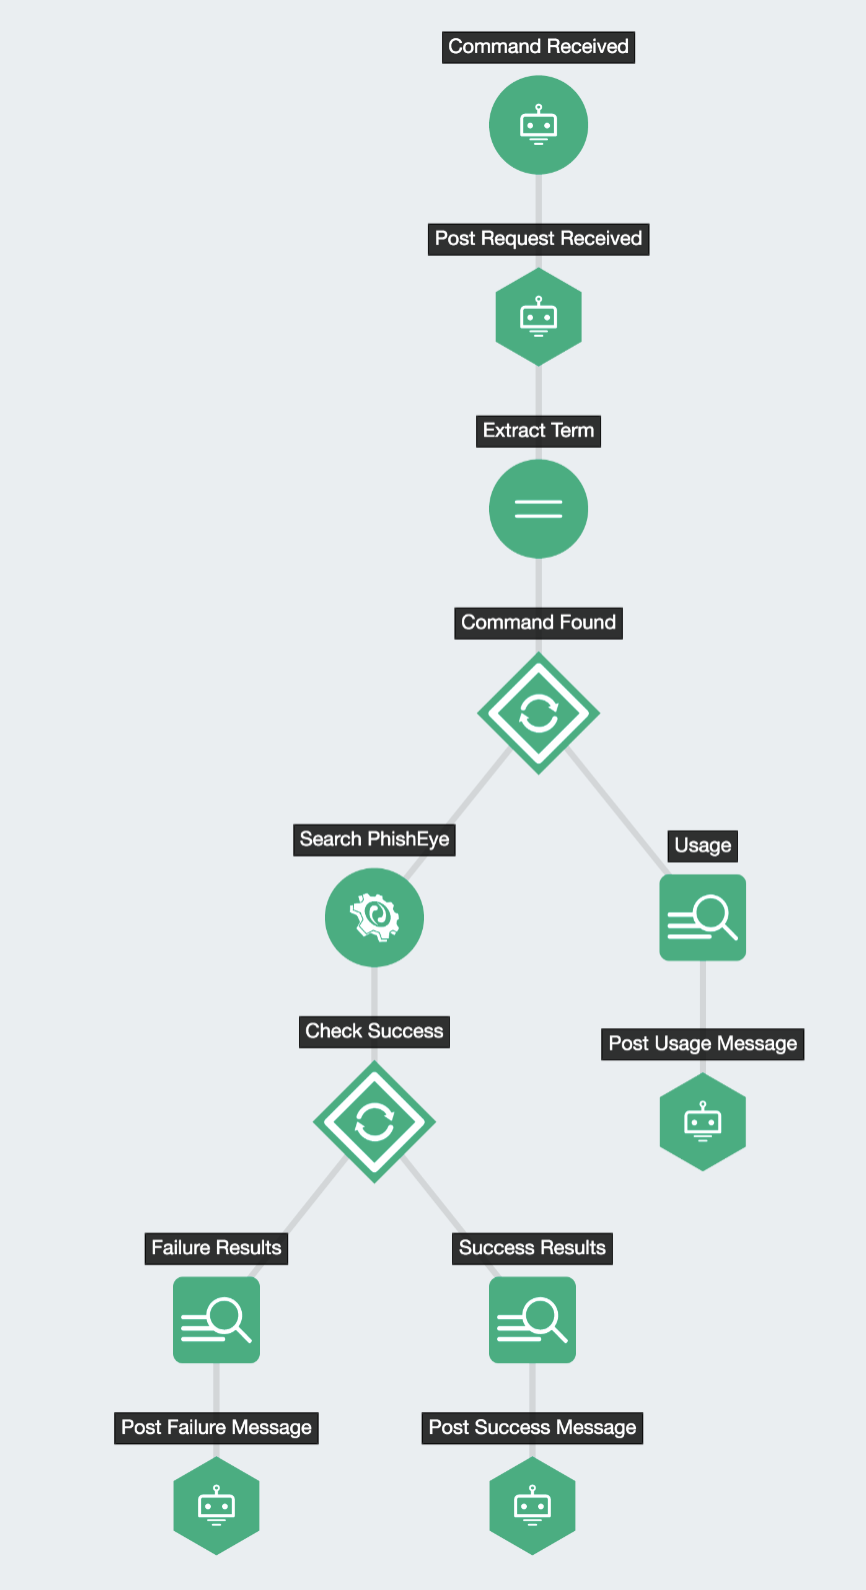 Command Received
Post Request Received
Extract Term
Command Found
Search PhishEye
Usage
Check Success
Post Usage Message
Failure Results
Success Results
Post Failure Message
Post Success Message